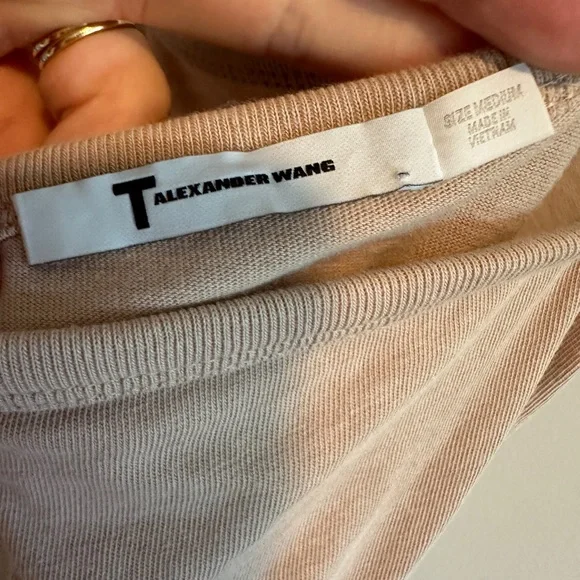 T ALEXANDER WANG
SIZE MEDIUM
MADE IN
VIETNAM